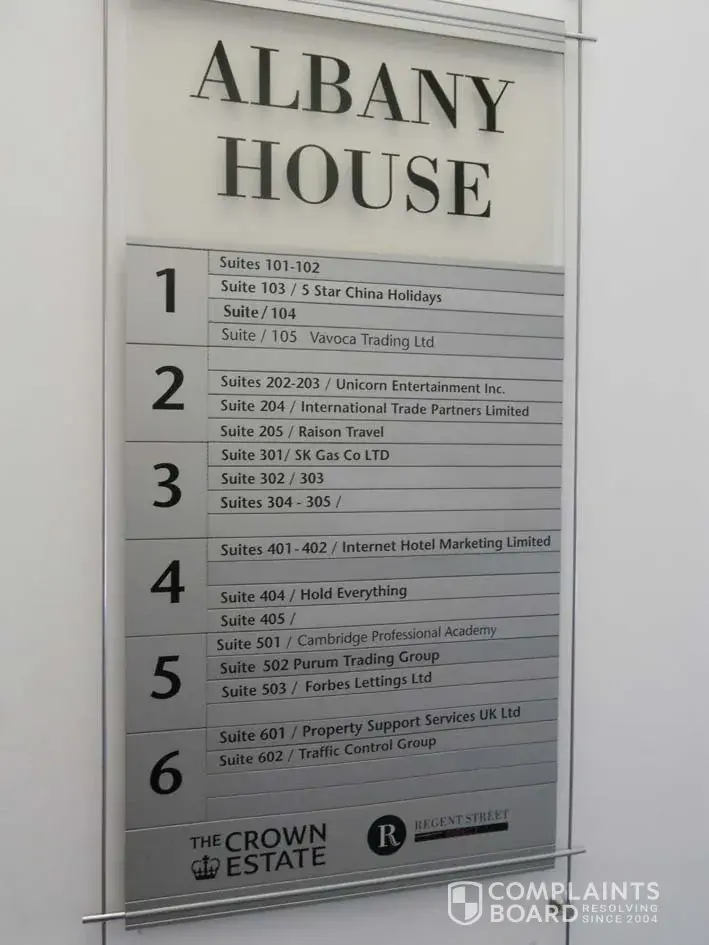 ALBANY
HOUSE
1
Suites 101-102
Suite 103 / 5 Star China Holidays
Suite / 104
Suite / 105 Vavoca Trading Ltd
2
Suites 202-203 / Unicorn Entertainment Inc.
Suite 204 / International Trade Partners Limited
Suite 205 / Raison Travel
3
Suite 301/ SK Gas Co LTD
Suite 302 / 303
Suites 304 - 305 /
4
Suites 401-402 / Internet Hotel Marketing Limited
Suite 404 / Hold Everything
Suite 405 /
5
Suite 501 / Cambridge Professional Academy
Suite 502 Purum Trading Group
Suite 503 / Forbes Lettings Ltd
6
Suite 601 / Property Support Services UK Ltd
Suite 602 / Traffic Control Group
THE CROWN
ESTATE
R
REGENT STREET
COMPLAINTS
BOARD
RESOLVING
SINCE 2004